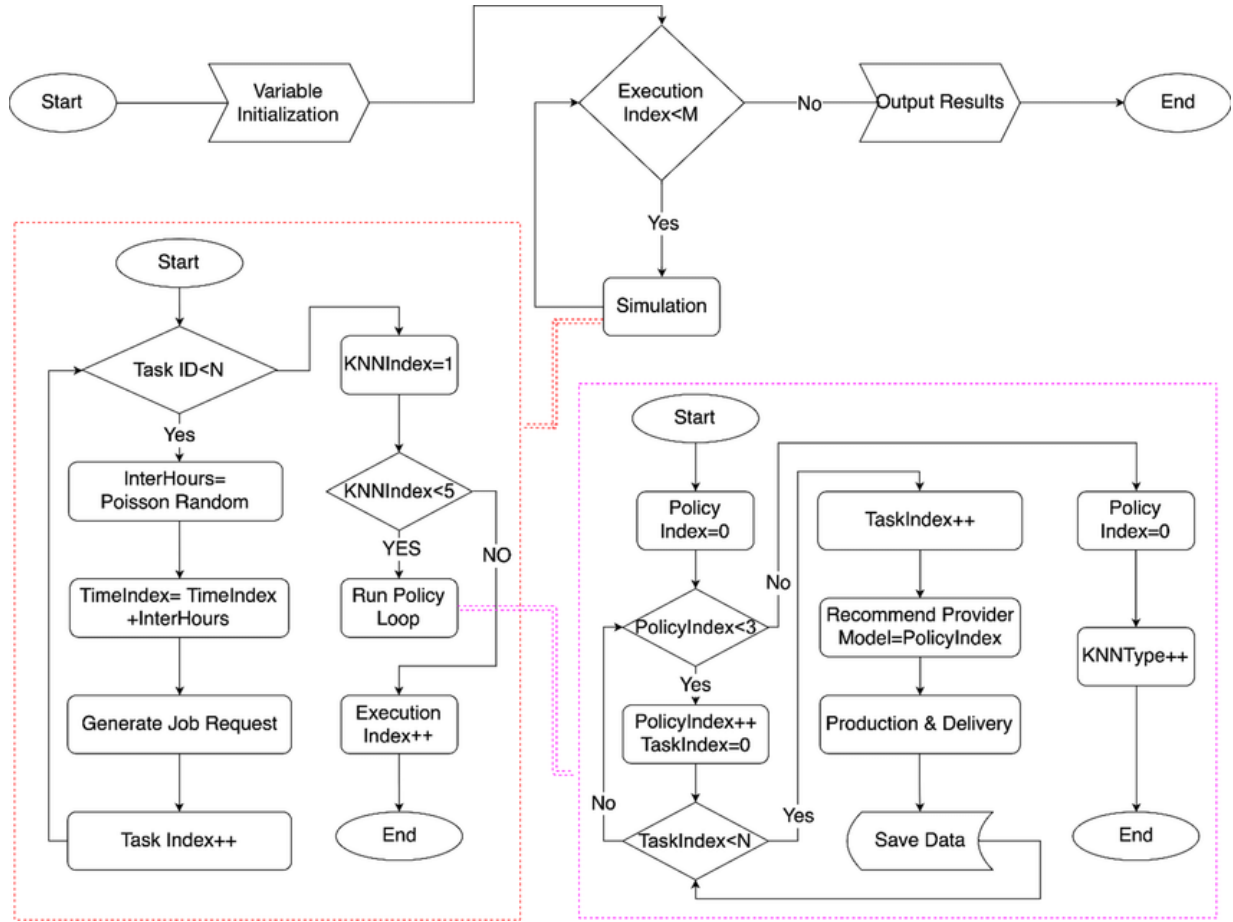 Start
Variable
Initialization
Execution
Index<M
No
Output Results
End
Yes
Simulation
Start
Task ID<N
Yes
InterHours=
Poisson Random
TimeIndex= TimeIndex
+InterHours
Generate Job Request
Task Index++
KNNIndex=1
KNNIndex<5
YES
NO
Run Policy
Loop
Execution
Index++
End
Start
Policy
Index=0
PolicyIndex<3
No
Yes
PolicyIndex++
TaskIndex=0
No
TaskIndex<N
Yes
TaskIndex++
Recommend Provider
Model=PolicyIndex
Production & Delivery
Save Data
Policy
Index=0
KNNType++
End